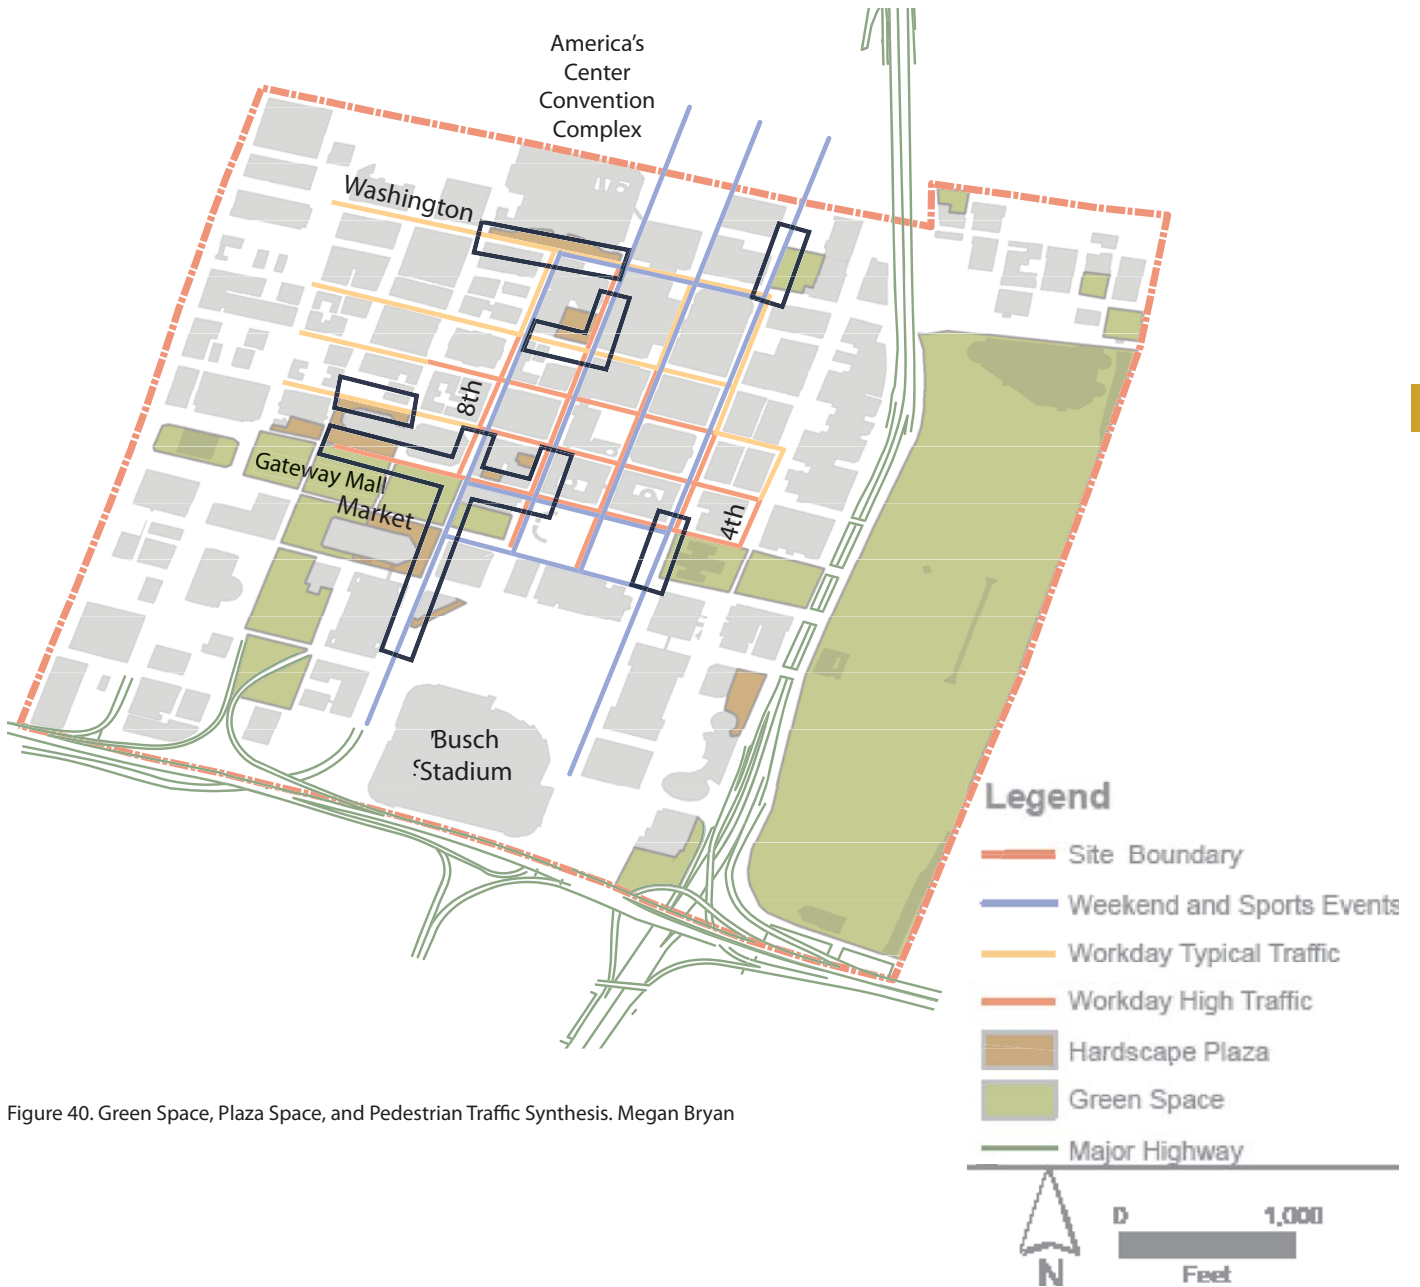 America's
Center
Convention
Complex
Washington
8th
Gateway Mall
Market
4th
Busch
Stadium
Legend
Site Boundary
Weekend and Sports Events
Workday Typical Traffic
Workday High Traffic
Hardscape Plaza
Green Space
Major Highway
0 1,000
Feet
N
Figure 40. Green Space, Plaza Space, and Pedestrian Traffic Synthesis. Megan Bryan